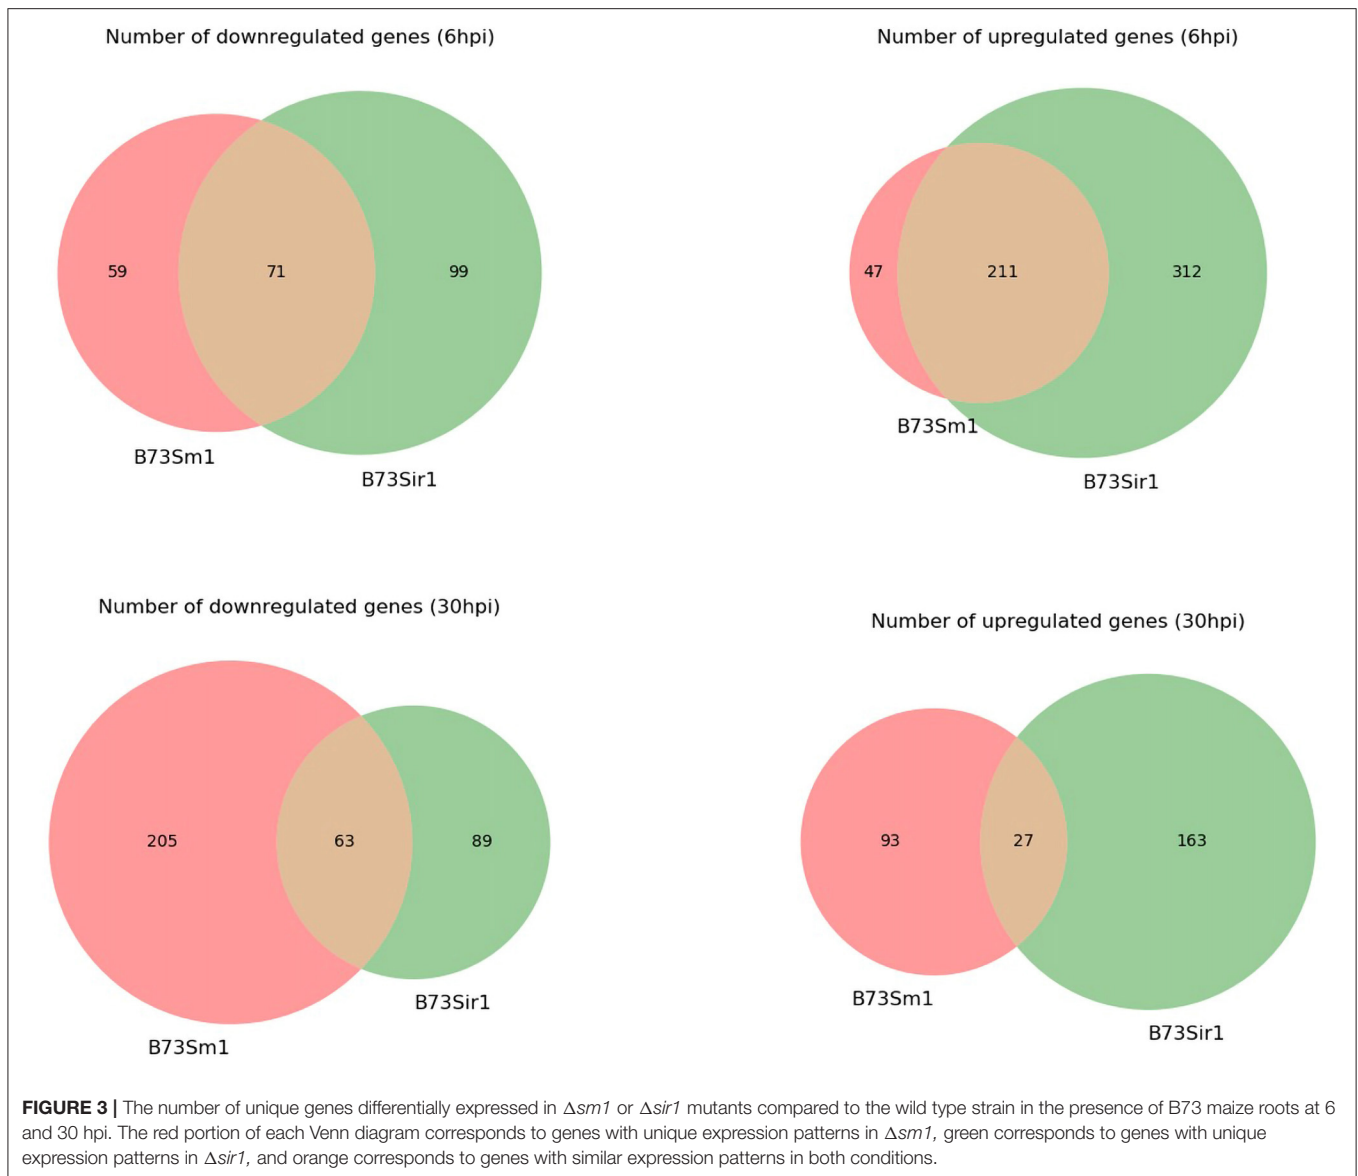 Number of downregulated genes (6hpi)
59
71
99
B73Sm1
B73Sir1
Number of upregulated genes (6hpi)
47
211
312
B73Sm1
B73Sir1
Number of downregulated genes (30hpi)
205
63
89
B73Sir1
B73Sm1
Number of upregulated genes (30hpi)
93
27
163
B73Sm1
B73Sir1
FIGURE 3 | The number of unique genes differentially expressed in Δsm1 or Δsir1 mutants compared to the wild type strain in the presence of B73 maize roots at 6
and 30 hpi. The red portion of each Venn diagram corresponds to genes with unique expression patterns in Δsm1, green corresponds to genes with unique
expression patterns in Δsir1, and orange corresponds to genes with similar expression patterns in both conditions.